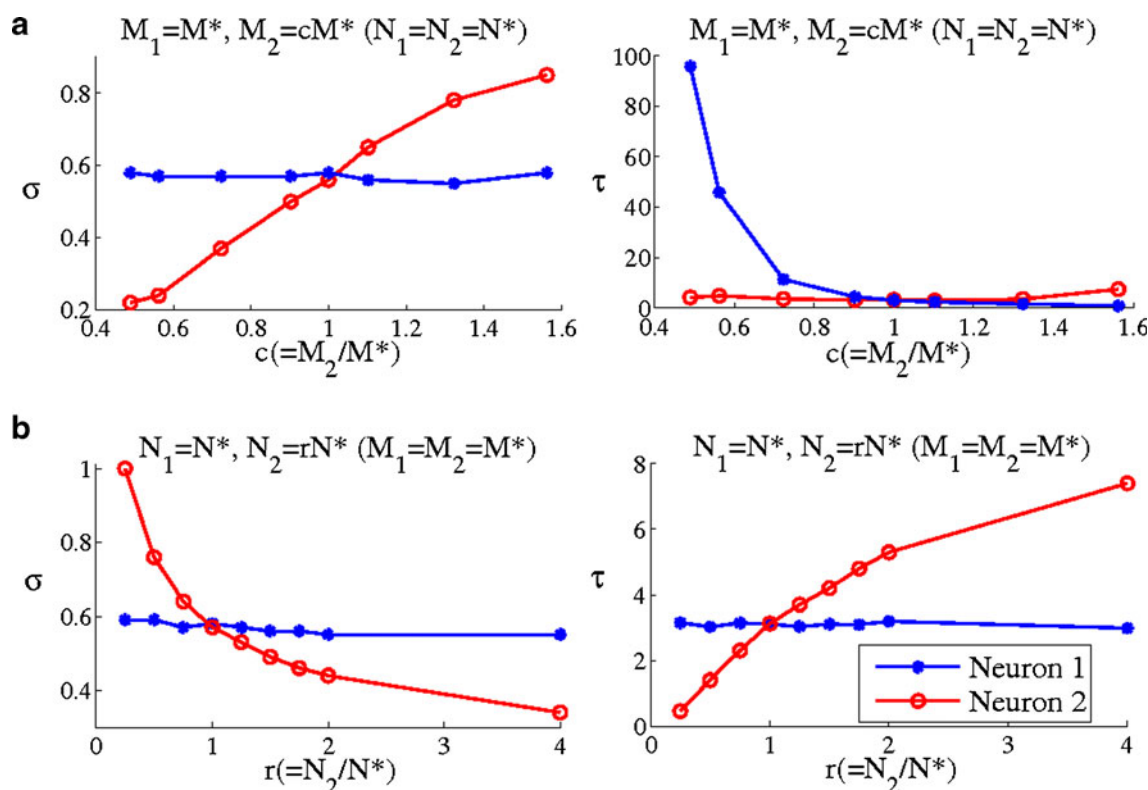 a
M₁=M*, M₂=cM* (N₁=N₂=N*)
σ
0.8
0.6
0.4
0.2
0.4 0.6 0.8 1 1.2 1.4 1.6
c(=M₂/M*)
M₁=M*, M₂=cM* (N₁=N₂=N*)
τ
100
80
60
40
20
0
0.4 0.6 0.8 1 1.2 1.4 1.6
c(=M₂/M*)
b
N₁=N*, N₂=rN* (M₁=M₂=M*)
σ
1
0.8
0.6
0.4
0 1 2 3 4
r(=N₂/N*)
N₁=N*, N₂=rN* (M₁=M₂=M*)
τ
8
6
4
2
0
0 1 2 3 4
r(=N₂/N*)
Neuron 1
Neuron 2